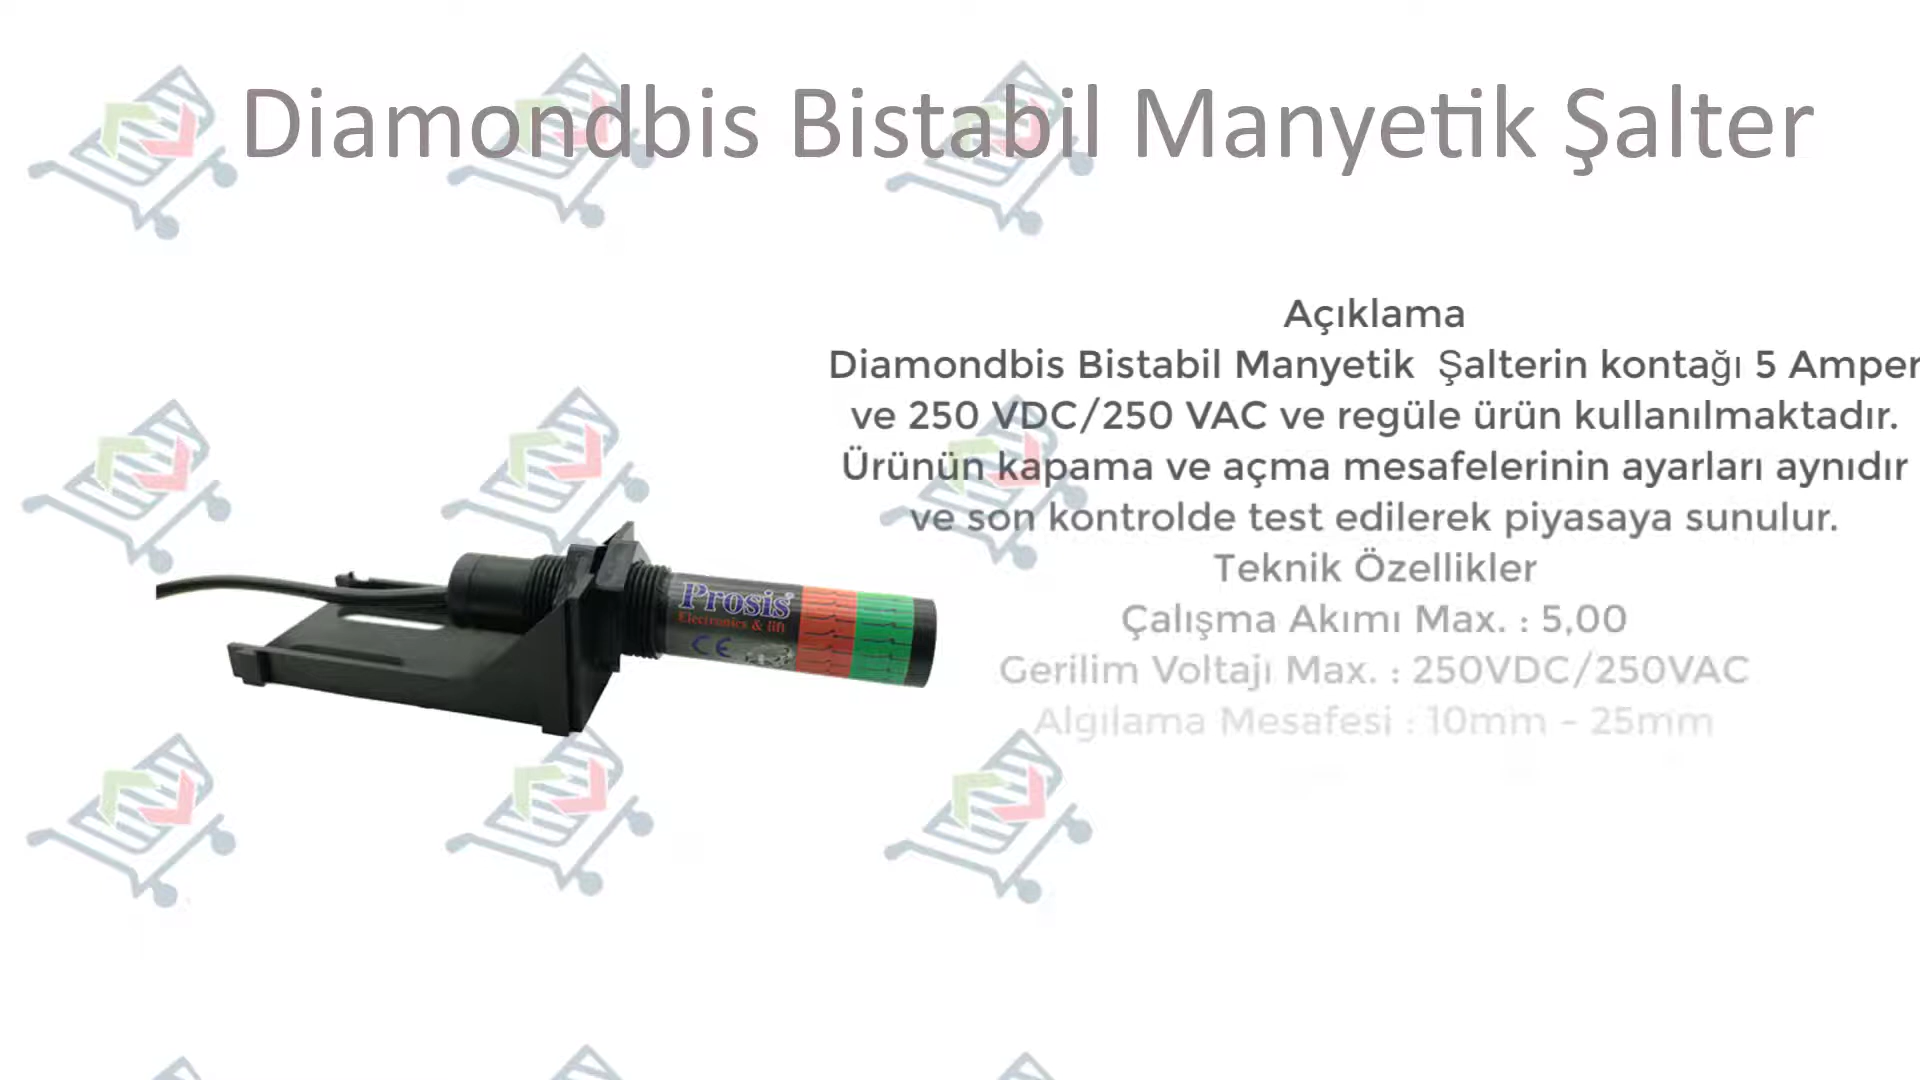 Diamondbis Bistabil Manyetik Şalter
Açıklama
Diamondbis Bistabil Manyetik Şalterin kontağı 5 Amper
ve 250 VDC/250 VAC ve regüle ürün kullanılmaktadır.
Ürünün kapama ve açma mesafelerinin ayarları aynıdır
ve son kontrolde test edilerek piyasaya sunulur.
Teknik Özellikler
Çalışma Akımı Max. : 5,00
Gerilim Voltajı Max. : 250VDC/250VAC
Algılama Mesafesi : 10mm - 25mm
Prosis®
Electronics & lift
CE